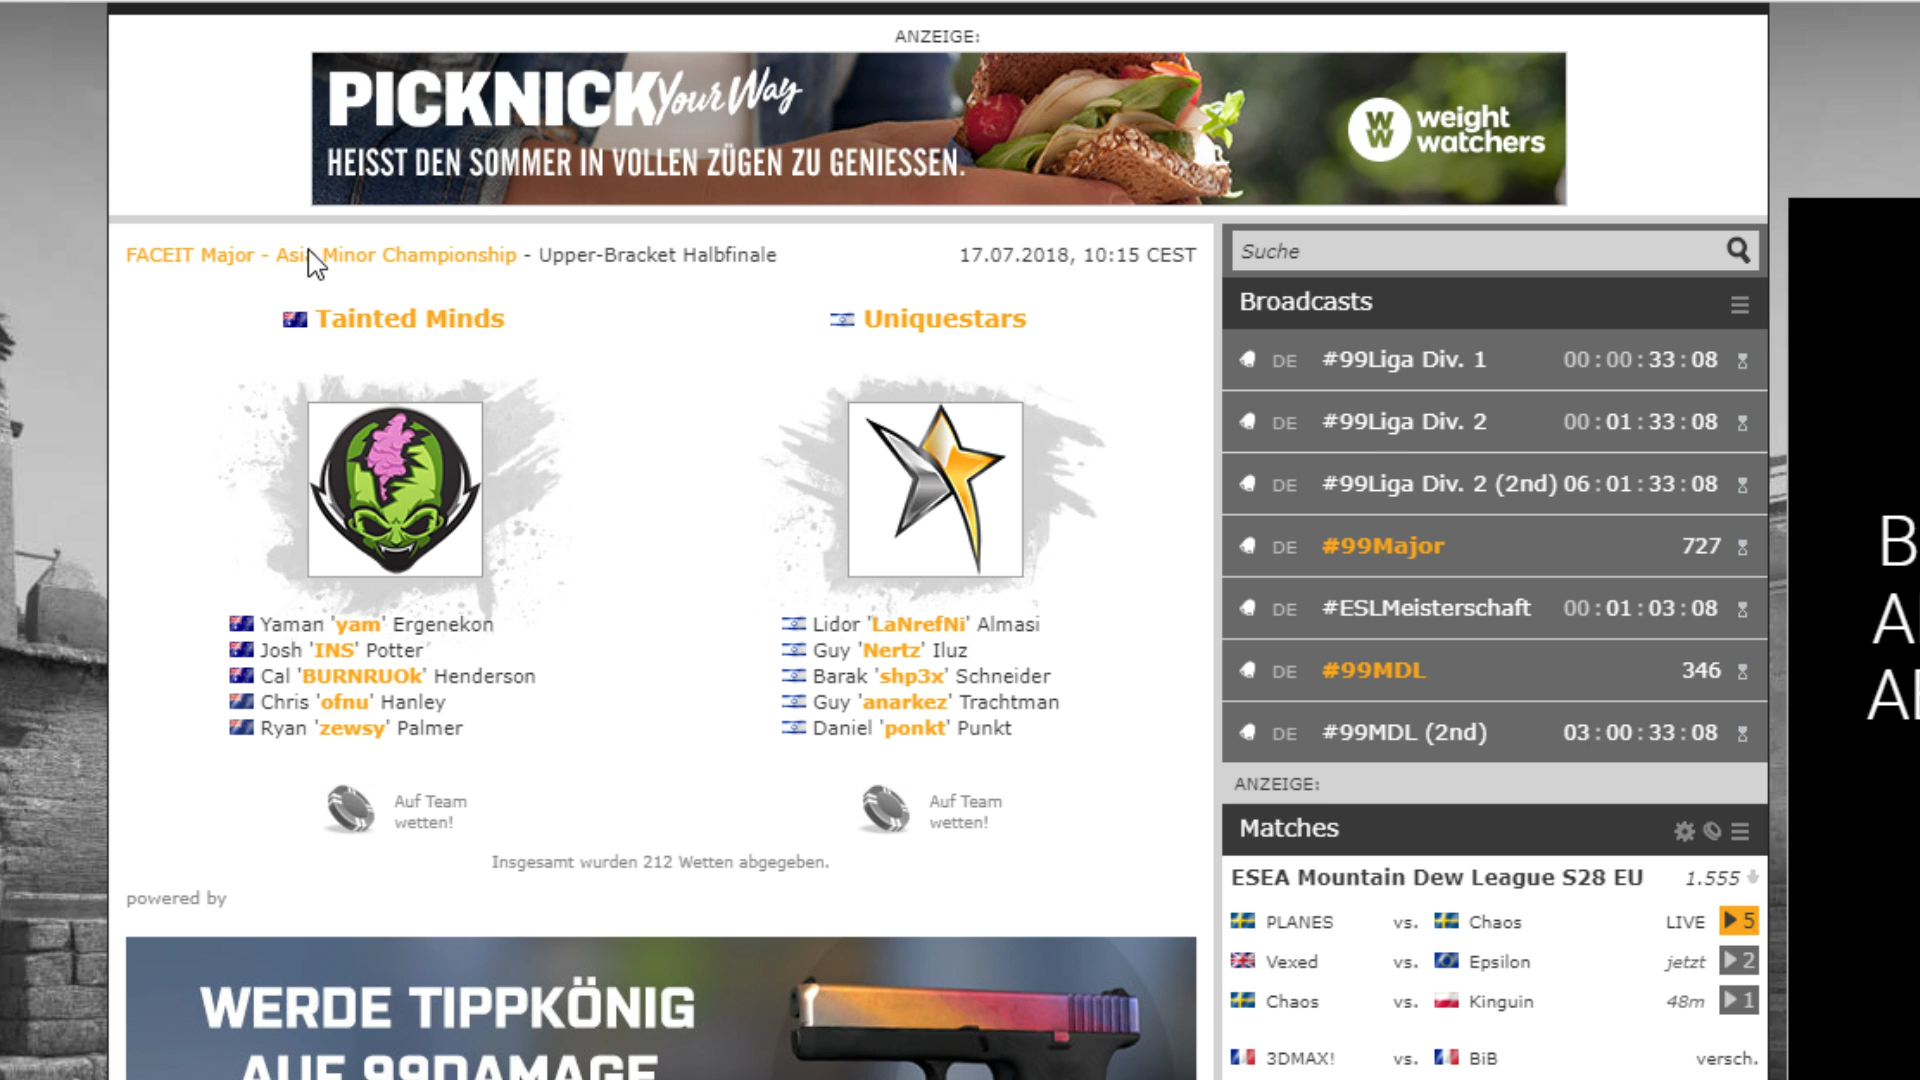 ANZEIGE:
PICKNICK Your Way
HEISST DEN SOMMER IN VOLLEN ZÜGEN ZU GENIESSEN.
W
W
weight
watchers
FACEIT Major - Asia Minor Championship - Upper-Bracket Halbfinale
17.07.2018, 10:15 CEST
Tainted Minds
Uniquestars
Yaman 'yam' Ergenekon
Josh 'INS' Potter
Cal 'BURNRUOk' Henderson
Chris 'ofnu' Hanley
Ryan 'zewsy' Palmer
Lidor 'LaNrefNi' Almasi
Guy 'Nertz' Iluz
Barak 'shp3x' Schneider
Guy 'anarkez' Trachtman
Daniel 'ponkt' Punkt
Auf Team
wetten!
Auf Team
wetten!
Insgesamt wurden 212 Wetten abgegeben.
powered by
WERDE TIPPKÖNIG
AUF 99DAMAGE
Suche
Broadcasts
DE #99Liga Div. 1 00:00:33:08
DE #99Liga Div. 2 00:01:33:08
DE #99Liga Div. 2 (2nd) 06:01:33:08
DE #99Major 727
DE #ESLMeisterschaft 00:01:03:08
DE #99MDL 346
DE #99MDL (2nd) 03:00:33:08
ANZEIGE:
Matches
ESEA Mountain Dew League S28 EU 1.555
PLANES vs. Chaos LIVE 5
Vexed vs. Epsilon jetzt 2
Chaos vs. Kinguin 48m 1
3DMAX! vs. BiB versch.